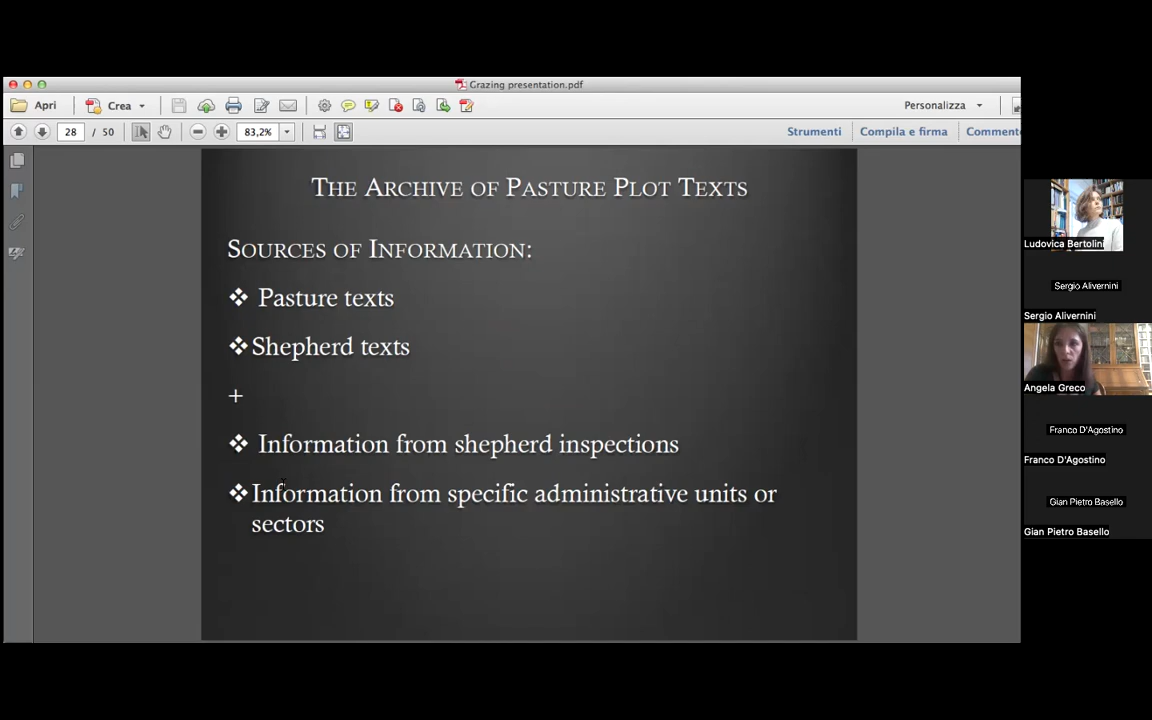 Grazing presentation.pdf
Apri
Crea
Personalizza
28 / 50
83,2%
Strumenti
Compila e firma
Comment
THE ARCHIVE OF PASTURE PLOT TEXTS
SOURCES OF INFORMATION:
❖ Pasture texts
❖ Shepherd texts
+
❖ Information from shepherd inspections
❖ Information from specific administrative units or
sectors
Ludovica Bertolini
Sergio Alivernini
Sergio Alivernini
Angela Greco
Franco D'Agostino
Franco D'Agostino
Gian Pietro Basello
Gian Pietro Basello